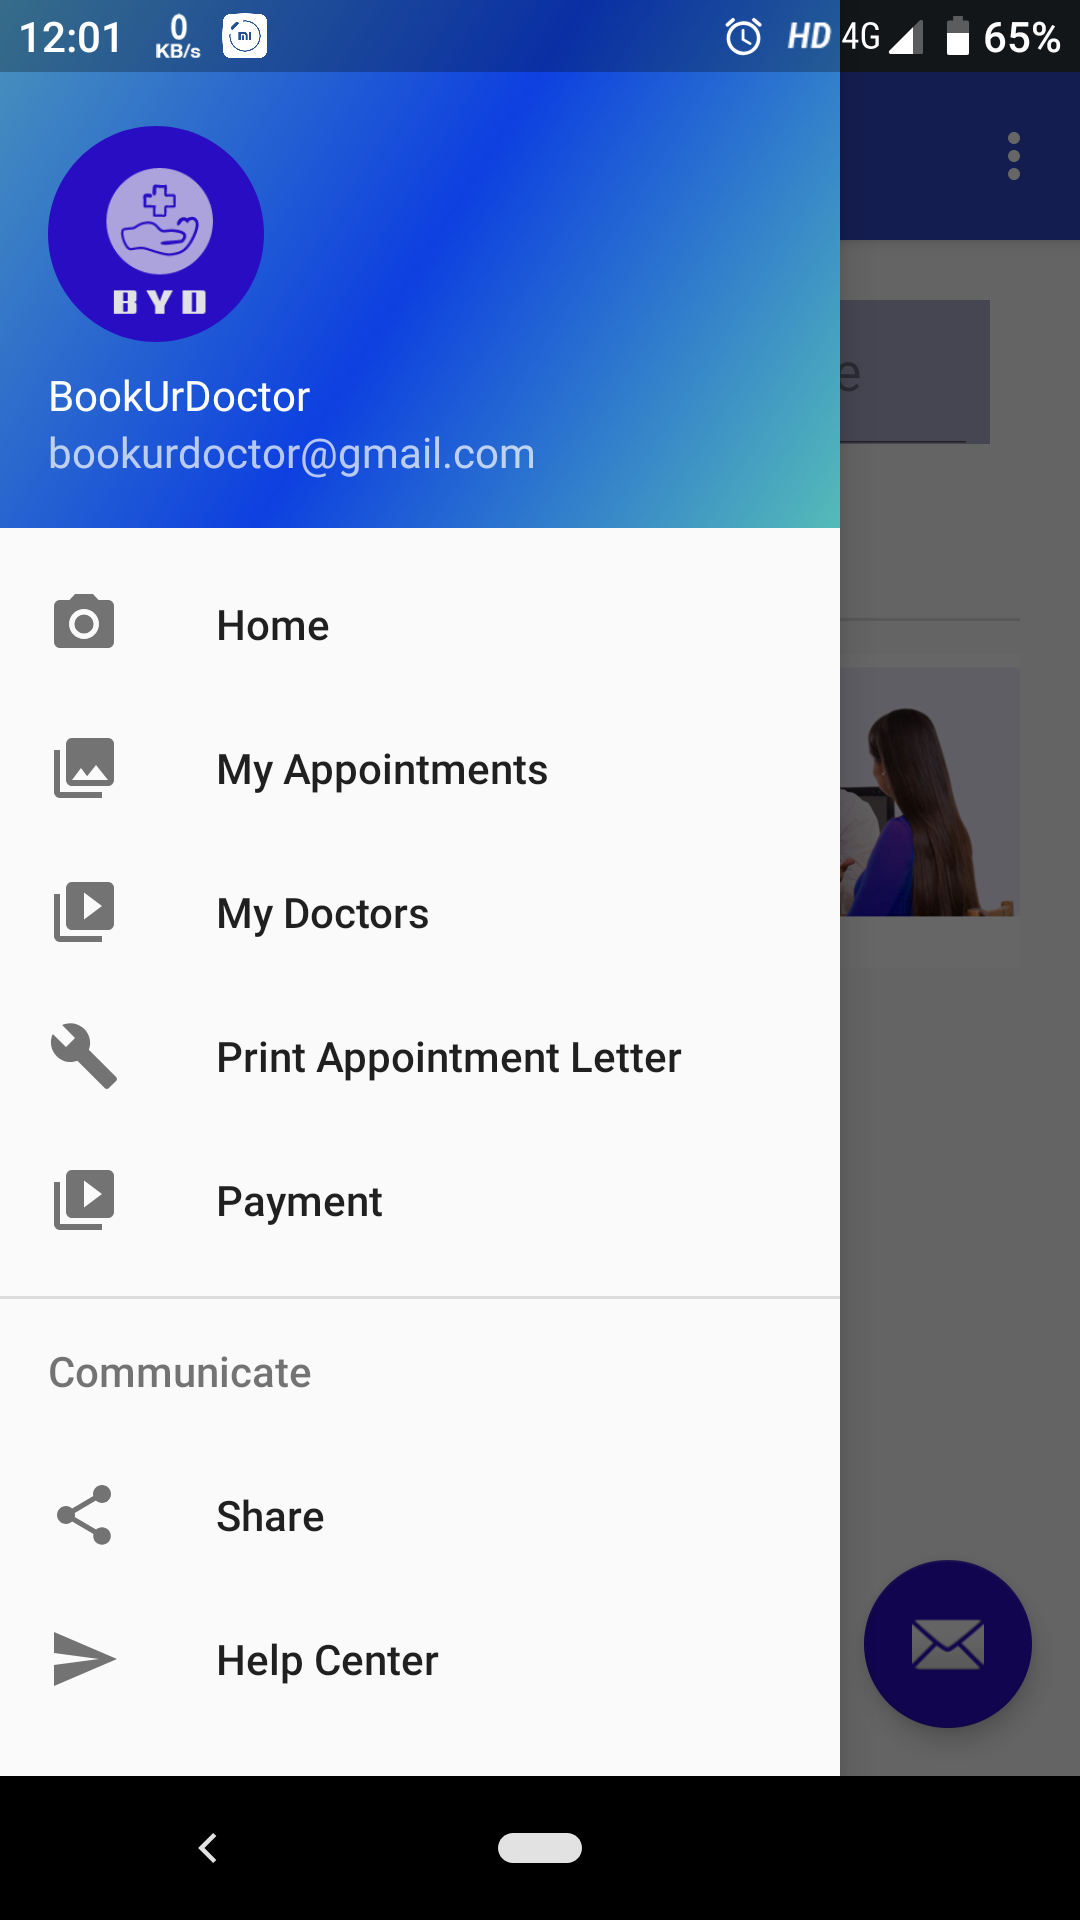 12:01 0 KB/s mi HD 4G 65%
BYD
BookUrDoctor
bookurdoctor@gmail.com
e
Home
My Appointments
My Doctors
Print Appointment Letter
Payment
Communicate
Share
Help Center